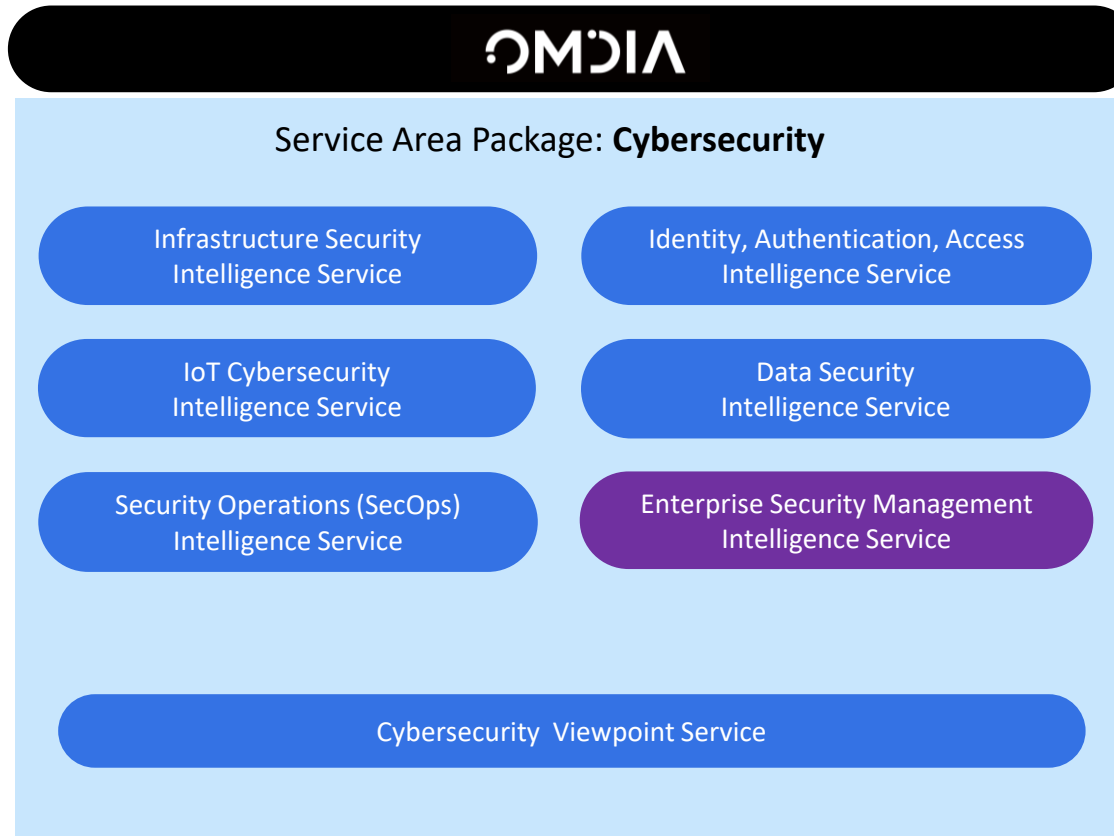 OMDIA
Service Area Package: Cybersecurity
Infrastructure Security
Intelligence Service
Identity, Authentication, Access
Intelligence Service
IoT Cybersecurity
Intelligence Service
Data Security
Intelligence Service
Security Operations (SecOps)
Intelligence Service
Enterprise Security Management
Intelligence Service
Cybersecurity Viewpoint Service